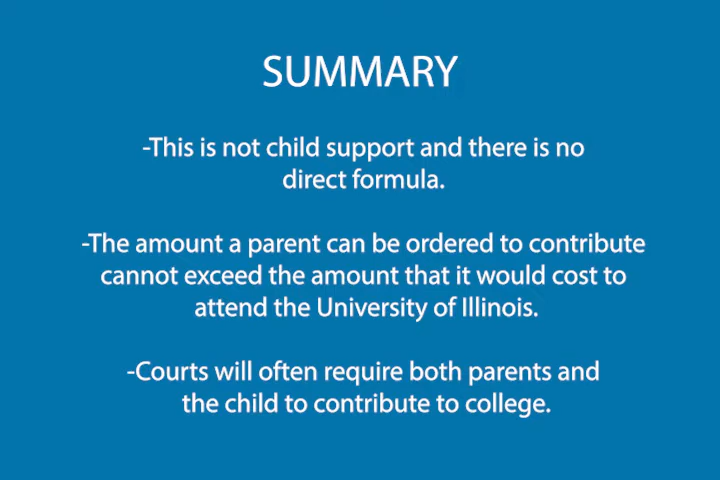 SUMMARY
-This is not child support and there is no
direct formula.
-The amount a parent can be ordered to contribute
cannot exceed the amount that it would cost to
attend the University of Illinois.
-Courts will often require both parents and
the child to contribute to college.